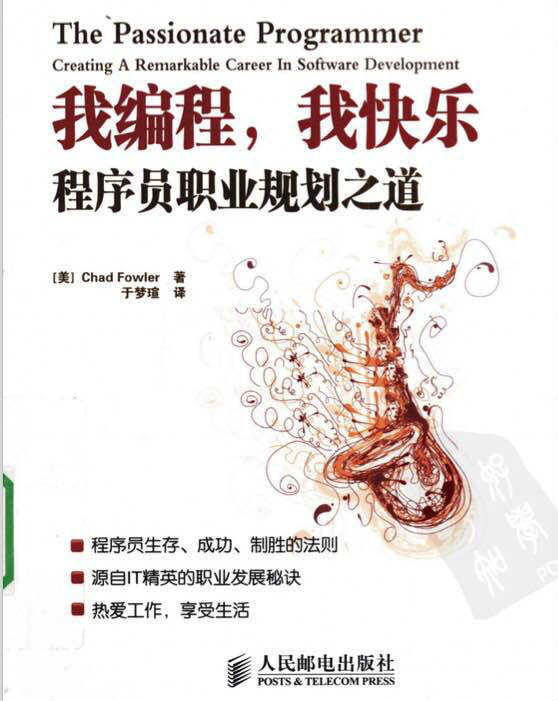 The Passionate Programmer
Creating A Remarkable Career In Software Development
我编程，我快乐
程序员职业规划之道
［美］ Chad Fowler 著
于梦瑄 译
程序员生存、成功、制胜的法则
源自IT精英的职业发展秘诀
热爱工作，享受生活
人民邮电出版社
POSTS & TELECOM PRESS